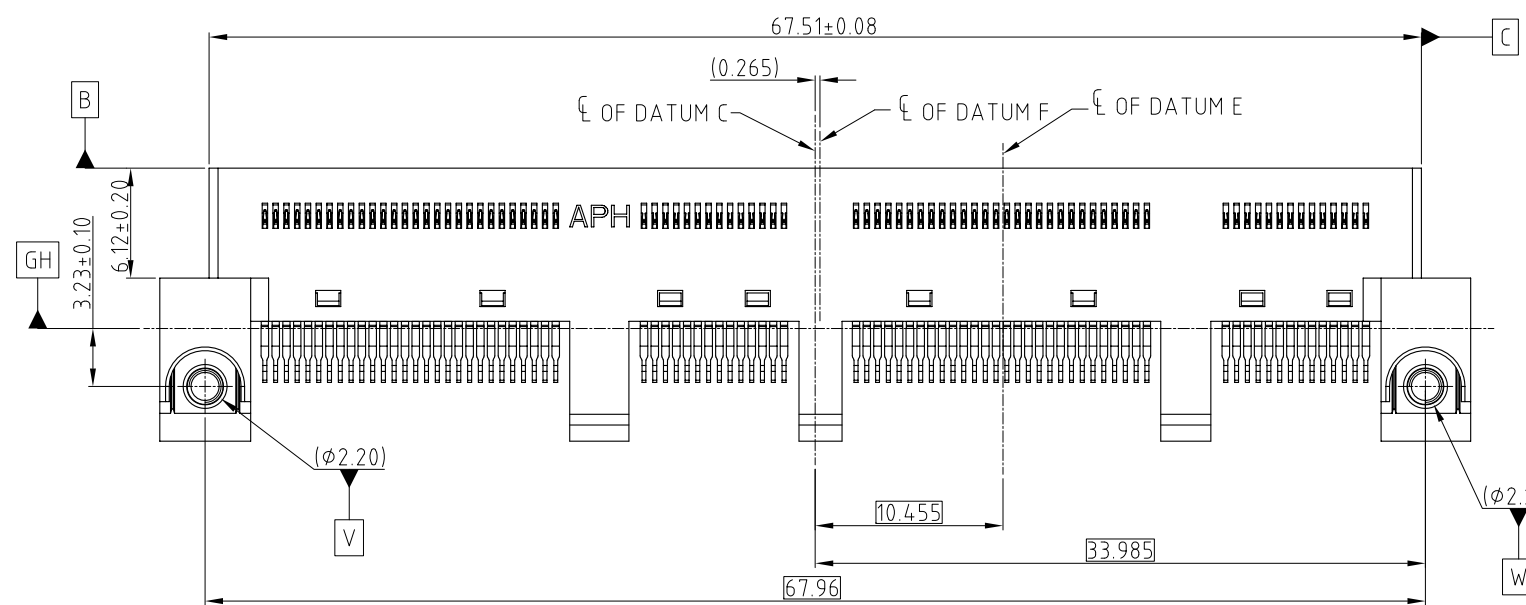 67.51±0.08
C
(0.265)
B
℄ OF DATUM C
℄ OF DATUM F
℄ OF DATUM E
6.12±0.20
APH
3.23±0.10
GH
(⌀2.20)
V
10.455
(⌀2.
33.985
W
67.96